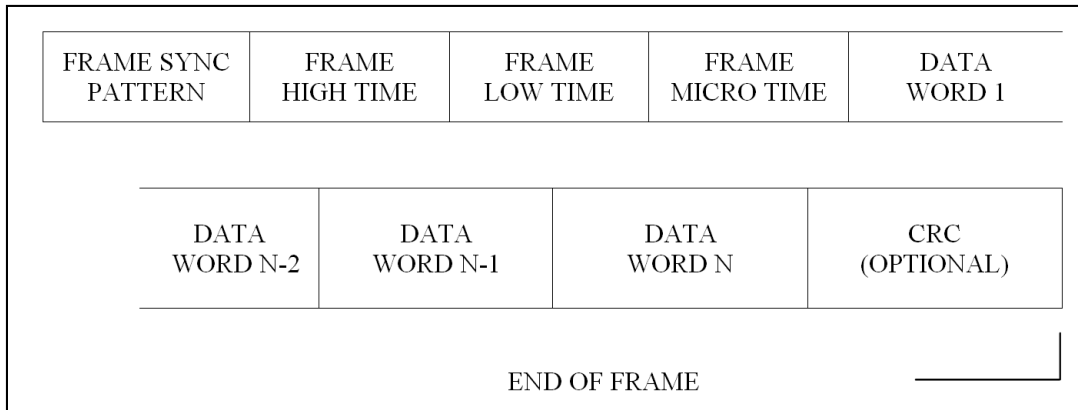 FRAME SYNC
PATTERN
FRAME
HIGH TIME
FRAME
LOW TIME
FRAME
MICRO TIME
DATA
WORD 1
DATA
WORD N-2
DATA
WORD N-1
DATA
WORD N
CRC
(OPTIONAL)
END OF FRAME